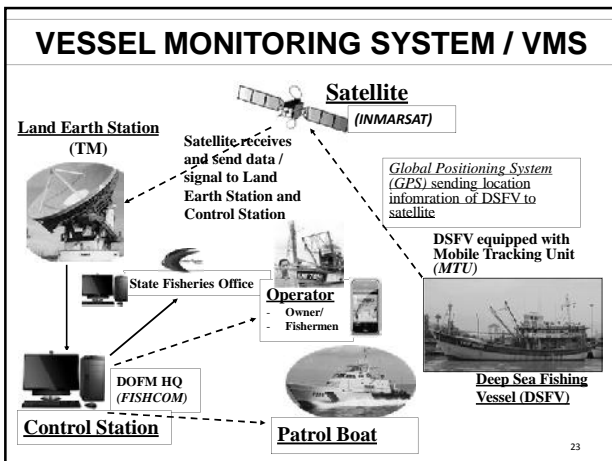 VESSEL MONITORING SYSTEM / VMS
Satellite
(INMARSAT)
Land Earth Station
(TM)
Satellite receives
and send data /
signal to Land
Earth Station and
Control Station
Global Positioning System
(GPS) sending location
infomration of DSFV to
satellite
DSFV equipped with
Mobile Tracking Unit
(MTU)
State Fisheries Office
Operator
- Owner/
- Fishermen
DOFM HQ
(FISHCOM)
Control Station
Patrol Boat
Deep Sea Fishing
Vessel (DSFV)
23